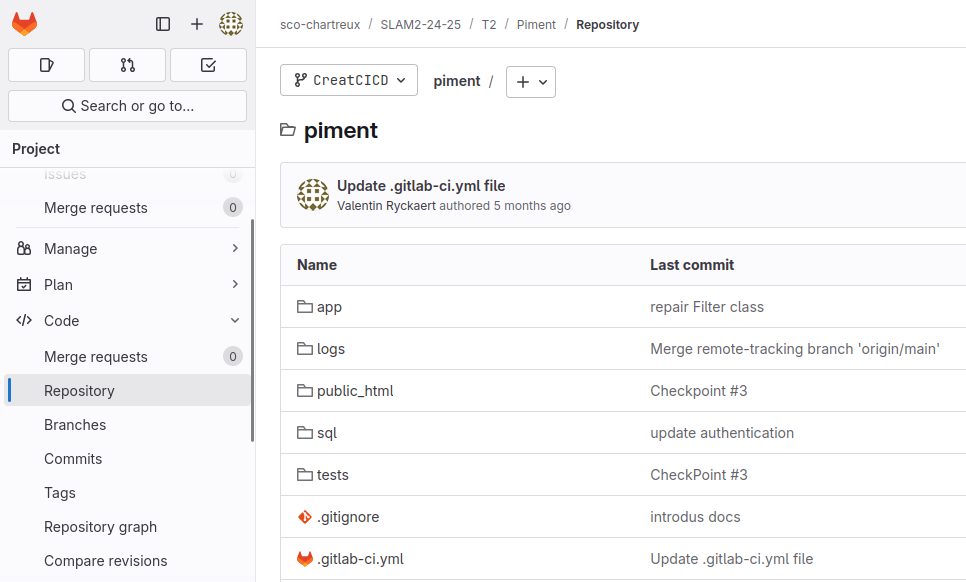 sco-chartreux / SLAM2-24-25 / T2 / Piment / Repository
Search or go to...
Project
Issues 0
Merge requests 0
Manage
Plan
Code
Merge requests 0
Repository
Branches
Commits
Tags
Repository graph
Compare revisions
CreatCICD piment / +
piment
Update .gitlab-ci.yml file
Valentin Ryckaert authored 5 months ago
Name Last commit
app repair Filter class
logs Merge remote-tracking branch 'origin/main'
public_html Checkpoint #3
sql update authentication
tests CheckPoint #3
.gitignore introdus docs
.gitlab-ci.yml Update .gitlab-ci.yml file